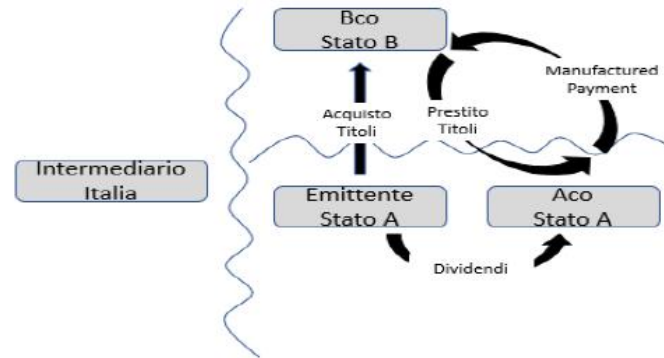 Bco
Stato B
Manufactured
Payment
Acquisto
Titoli
Prestito
Titoli
Intermediario
Italia
Emittente
Stato A
Aco
Stato A
Dividendi